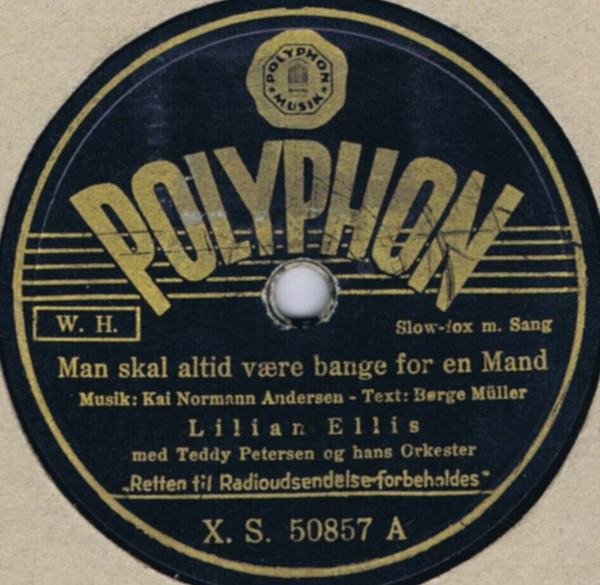 POLYPHON
MUSIK
POLYPHON
W. H.
Slow-fox m. Sang
Man skal altid være bange for en Mand
Musik: Kai Normann Andersen - Text: Børge Müller
Lilian Ellis
med Teddy Petersen og hans Orkester
„Retten til Radioudsendelse forbeholdes"
X. S. 50857 A